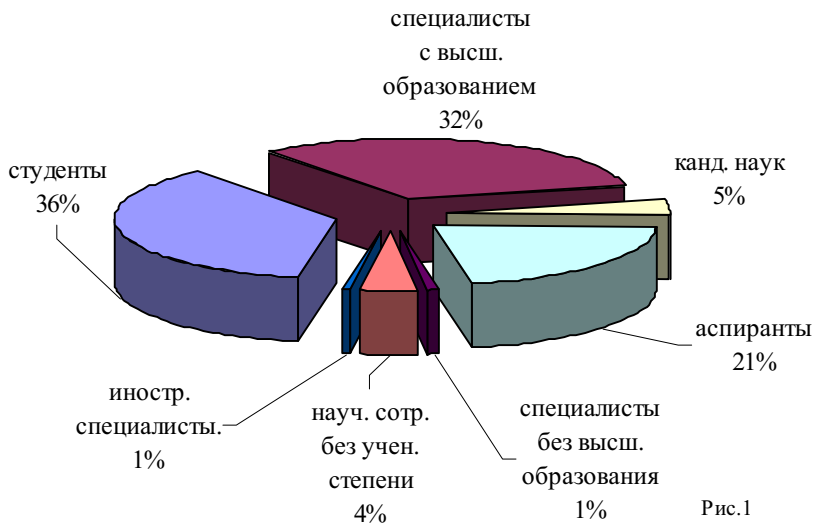 специалисты
с высш.
образованием
32%
студенты
36%
канд. наук
5%
аспиранты
21%
иностр.
специалисты.
1%
науч. сотр.
без учен.
степени
4%
специалисты
без высш.
образования
1%
Рис.1